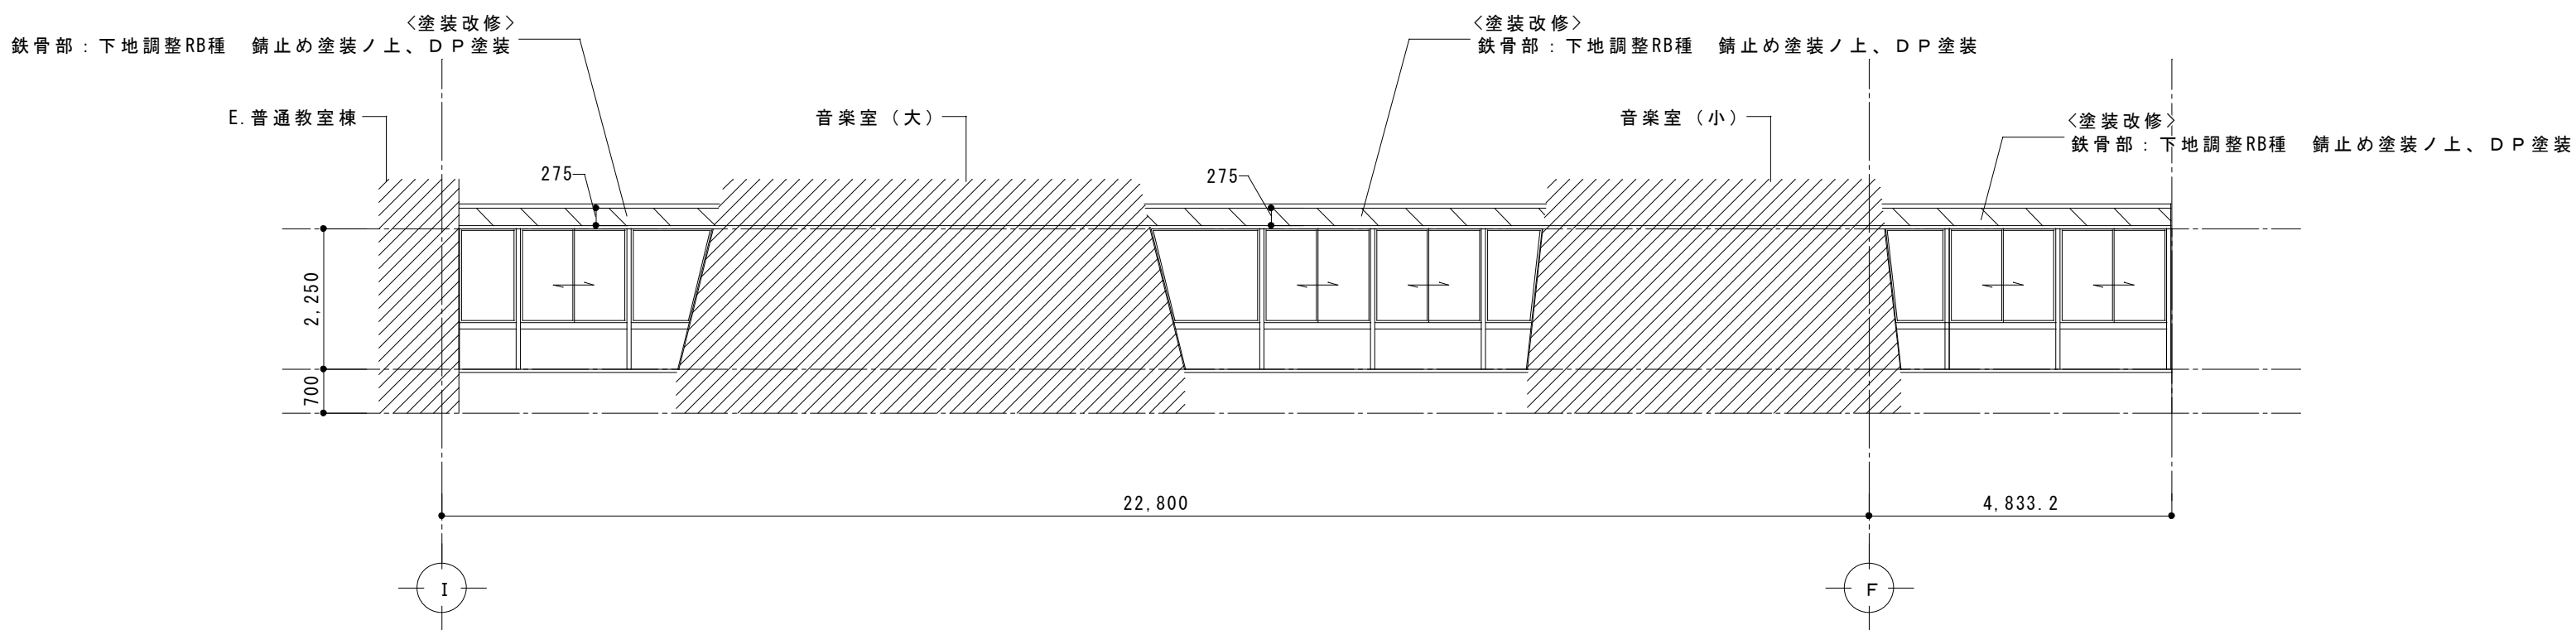 〈塗装改修〉
鉄骨部：下地調整RB種　錆止め塗装ノ上、ＤＰ塗装
〈塗装改修〉
鉄骨部：下地調整RB種　錆止め塗装ノ上、ＤＰ塗装
E.普通教室棟
音楽室（大）
音楽室（小）
〈塗装改修〉
鉄骨部：下地調整RB種　錆止め塗装ノ上、ＤＰ塗装
275
275
2,250
700
22,800
4,833.2
I
F